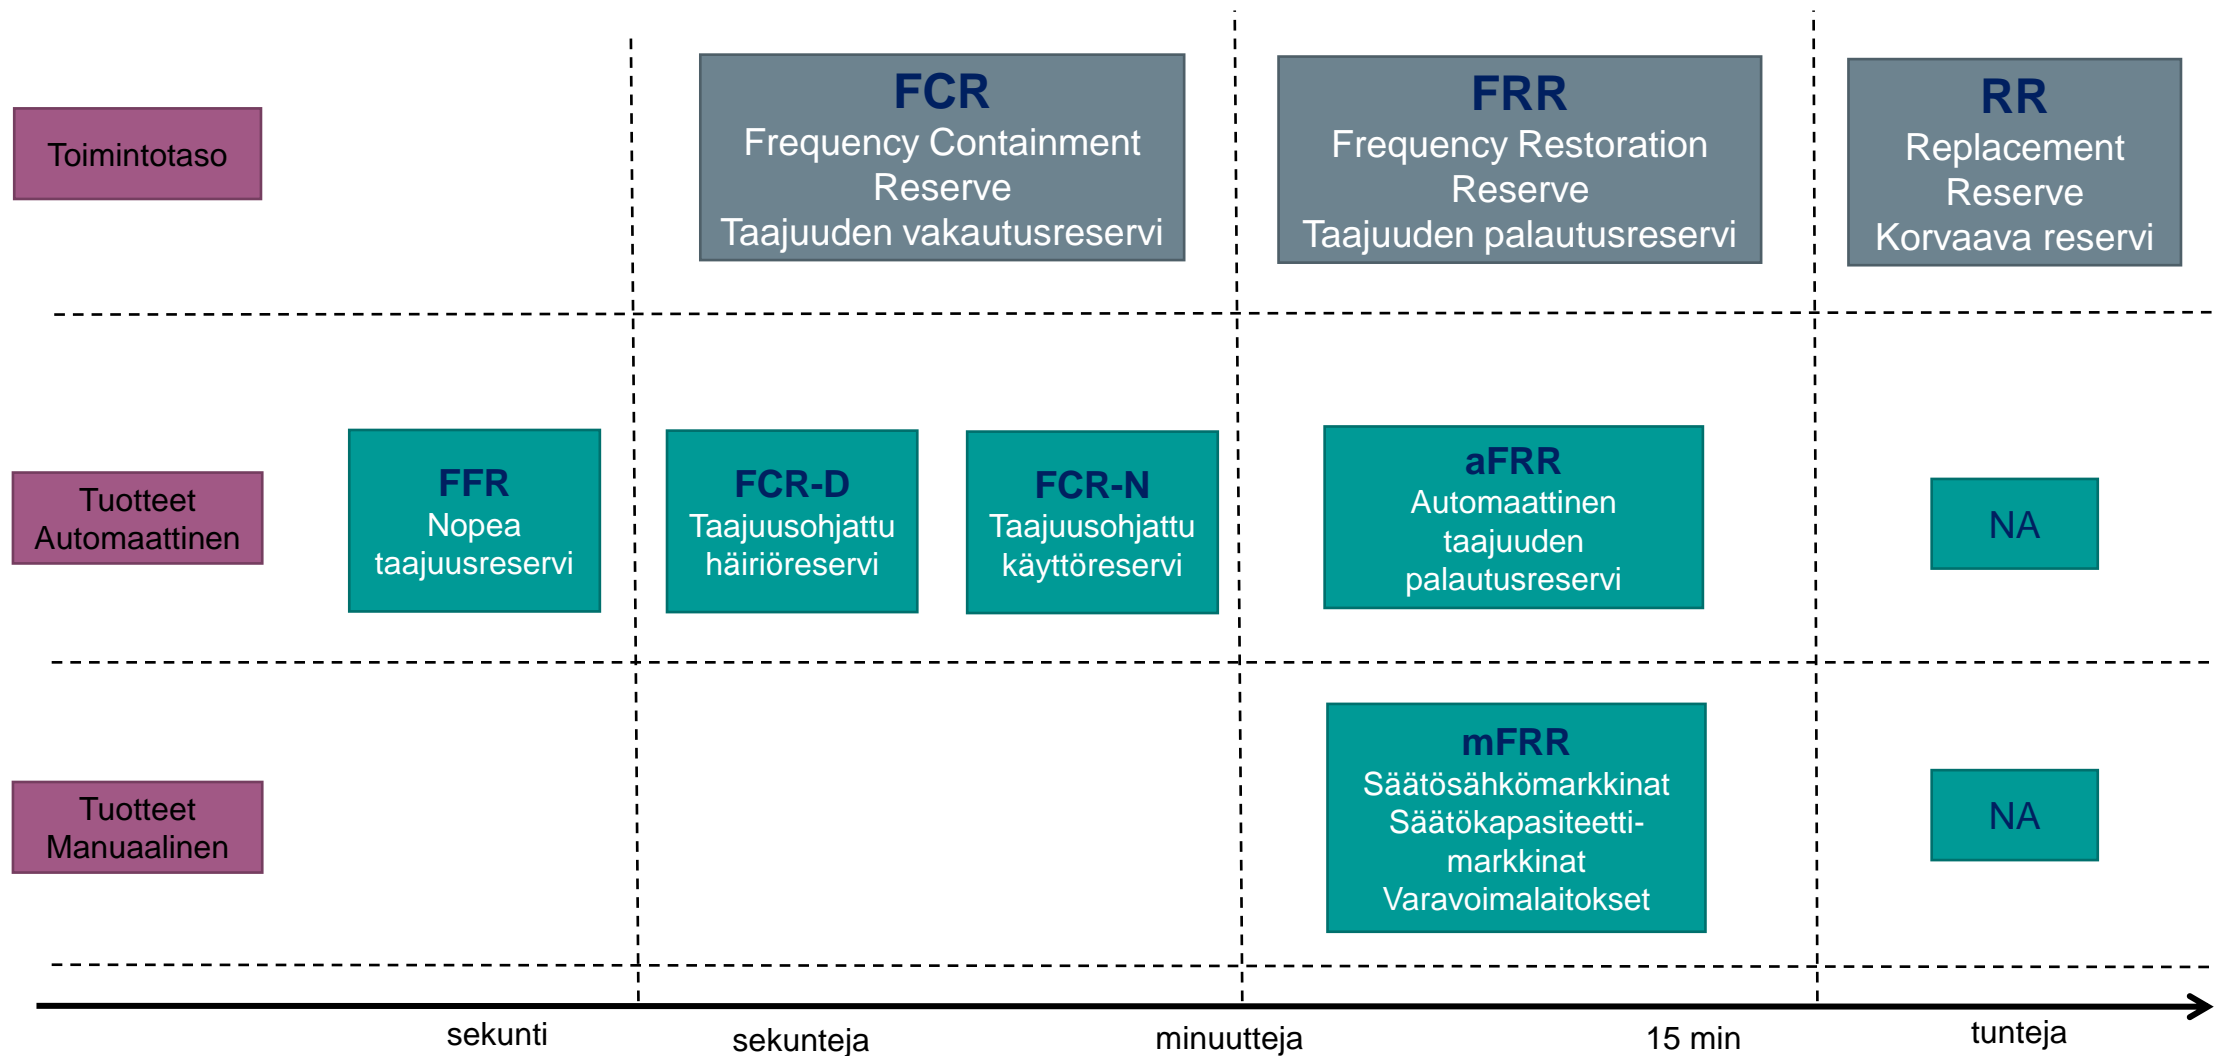 Toimintotaso
FCR
Frequency Containment
Reserve
Taajuuden vakautusreservi
FRR
Frequency Restoration
Reserve
Taajuuden palautusreservi
RR
Replacement
Reserve
Korvaava reservi
Tuotteet
Automaattinen
FFR
Nopea
taajuusreservi
FCR-D
Taajuusohjattu
häiriöreservi
FCR-N
Taajuusohjattu
käyttöreservi
aFRR
Automaattinen
taajuuden
palautusreservi
NA
Tuotteet
Manuaalinen
mFRR
Säätösähkömarkkinat
Säätökapasiteetti-
markkinat
Varavoimalaitokset
NA
sekunti
sekunteja
minuutteja
15 min
tunteja